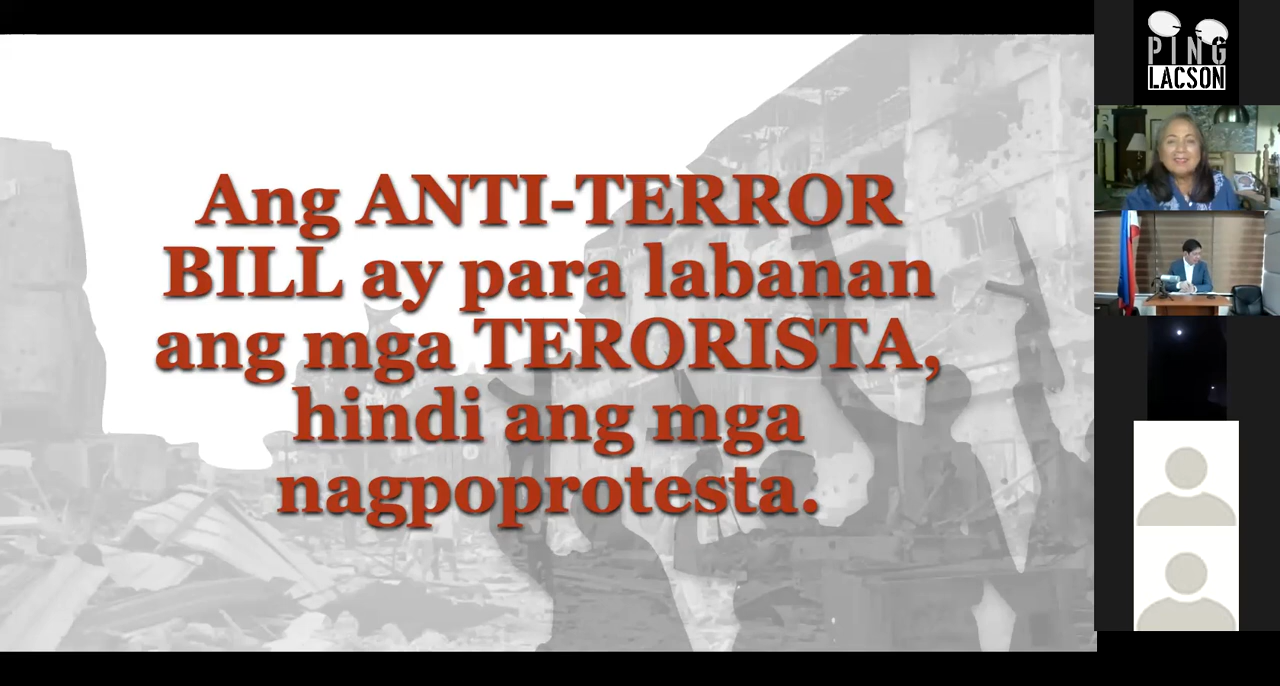 Ang ANTI-TERROR
BILL ay para labanan
ang mga TERORISTA,
hindi ang mga
nagpoprotesta.
PING
LACSON